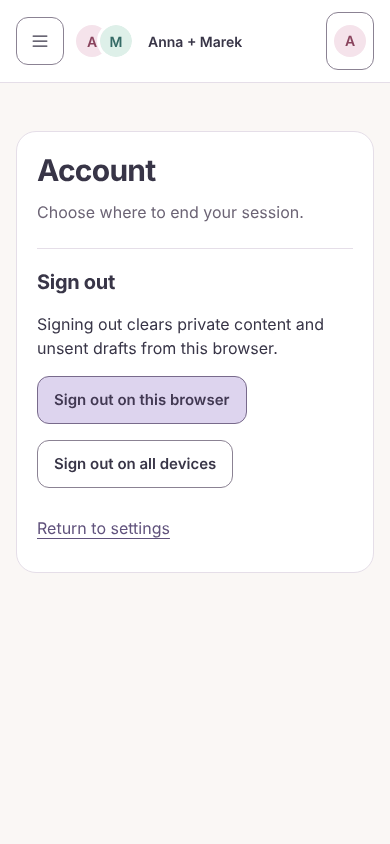 A M Anna + Marek A
Account
Choose where to end your session.
Sign out
Signing out clears private content and
unsent drafts from this browser.
Sign out on this browser
Sign out on all devices
Return to settings